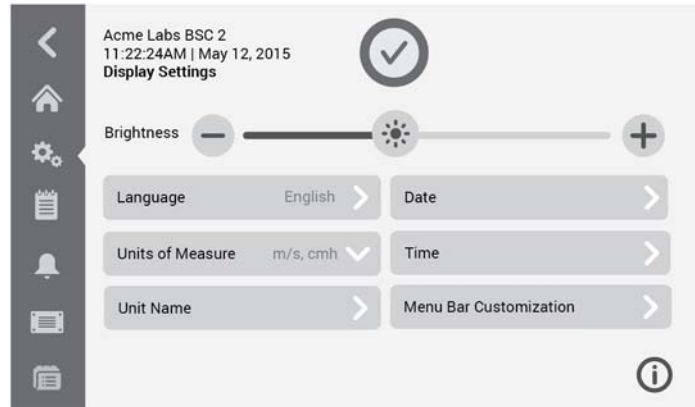 Acme Labs BSC 2
11:22:24AM | May 12, 2015
Display Settings
Brightness
Language English
Date
Units of Measure m/s, cmh
Time
Unit Name
Menu Bar Customization